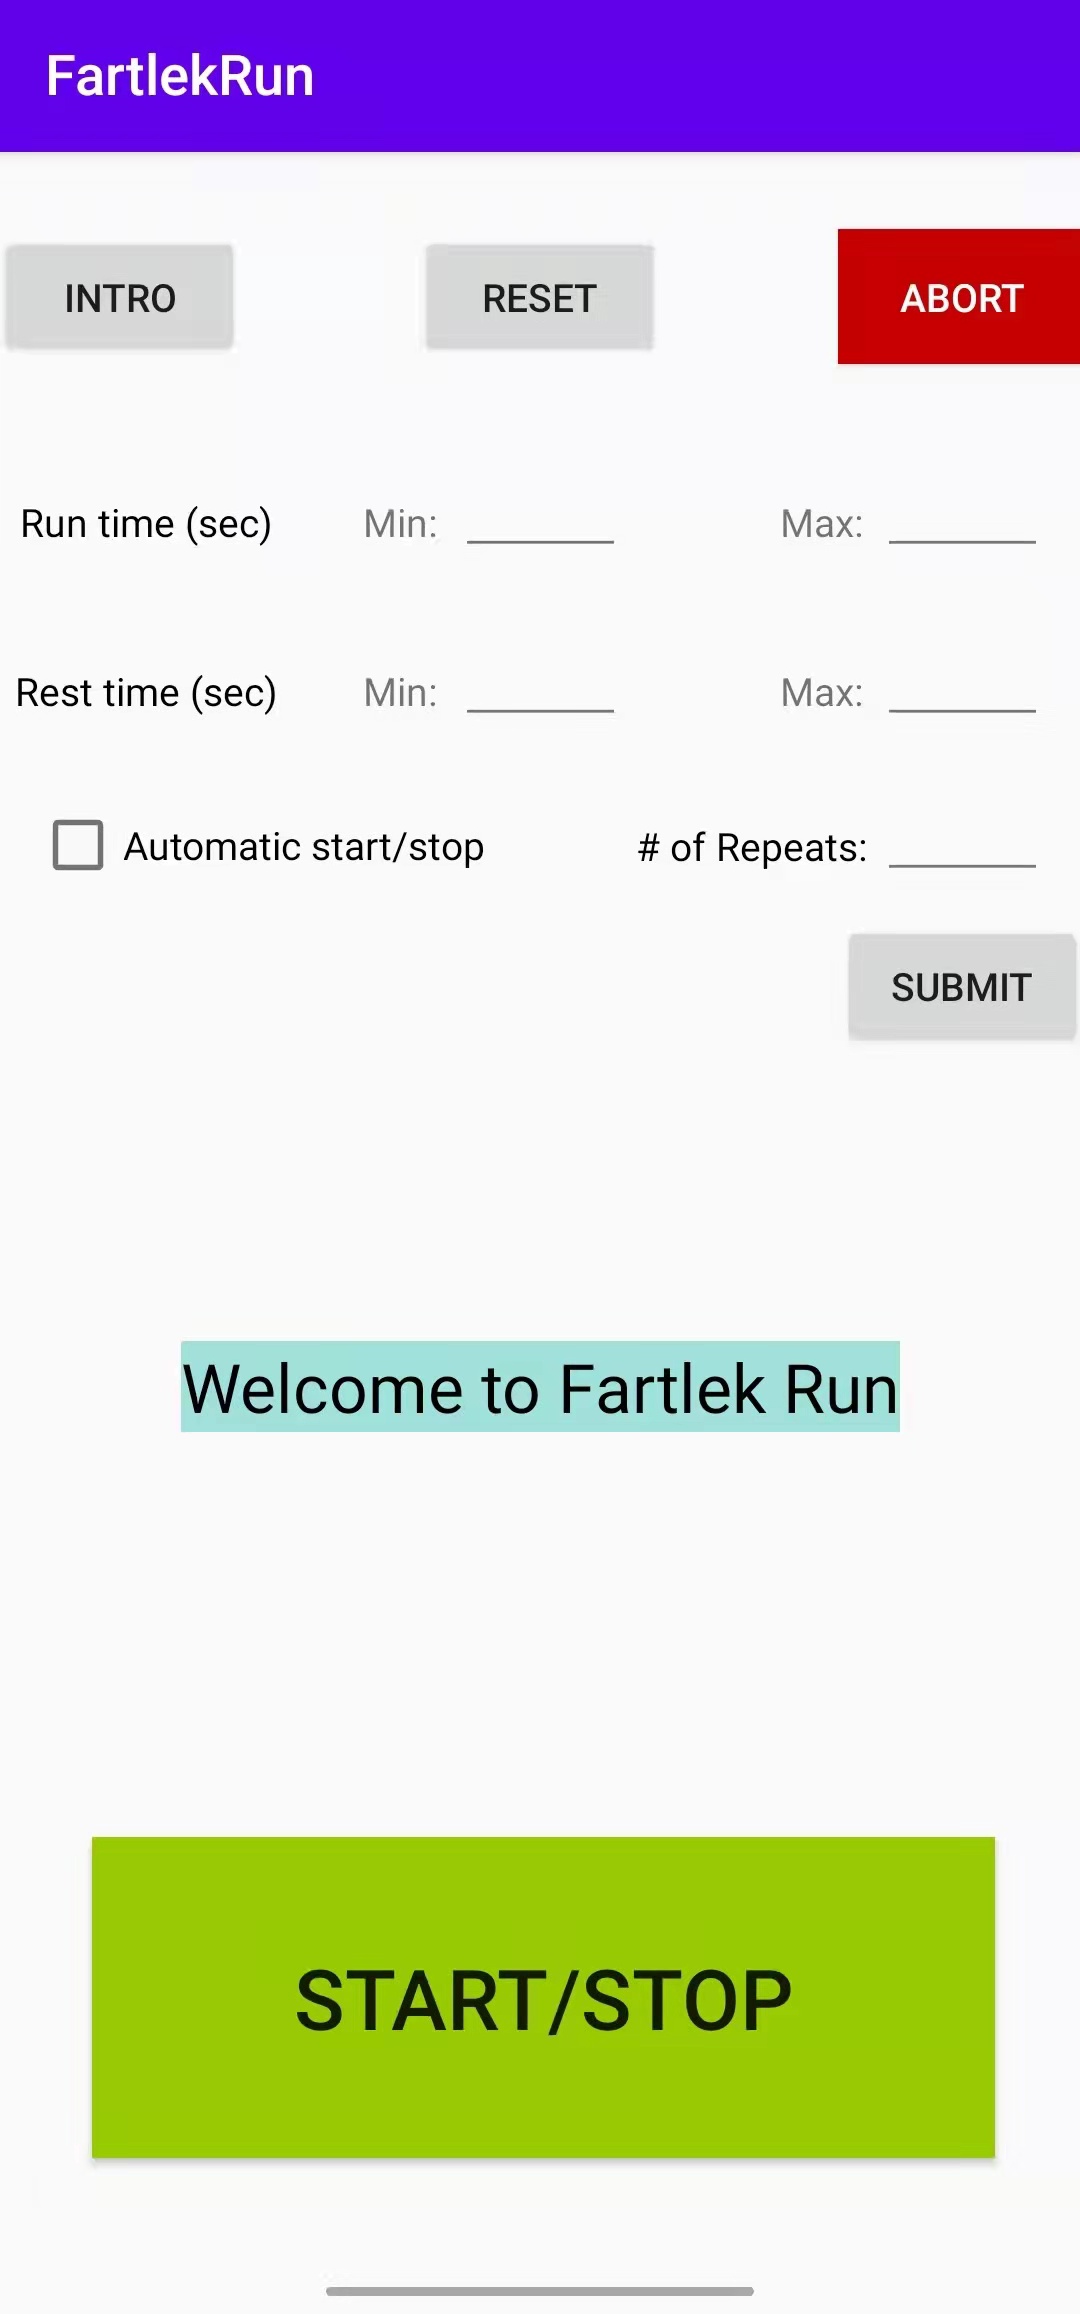 FartlekRun
INTRO RESET ABORT
Run time (sec) Min: Max:
Rest time (sec) Min: Max:
Automatic start/stop # of Repeats:
SUBMIT
Welcome to Fartlek Run
START/STOP